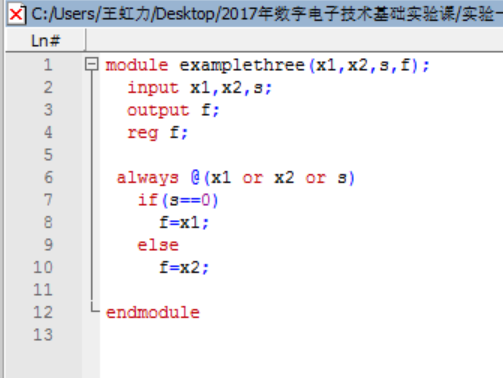 C:/Users/王虹力/Desktop/2017年数字电子技术基础实验课/实验一
Ln#
1 module examplethree(x1,x2,s,f);
2 input x1,x2,s;
3 output f;
4 reg f;
5
6 always @(x1 or x2 or s)
7 if(s==0)
8 f=x1;
9 else
10 f=x2;
11
12 endmodule
13